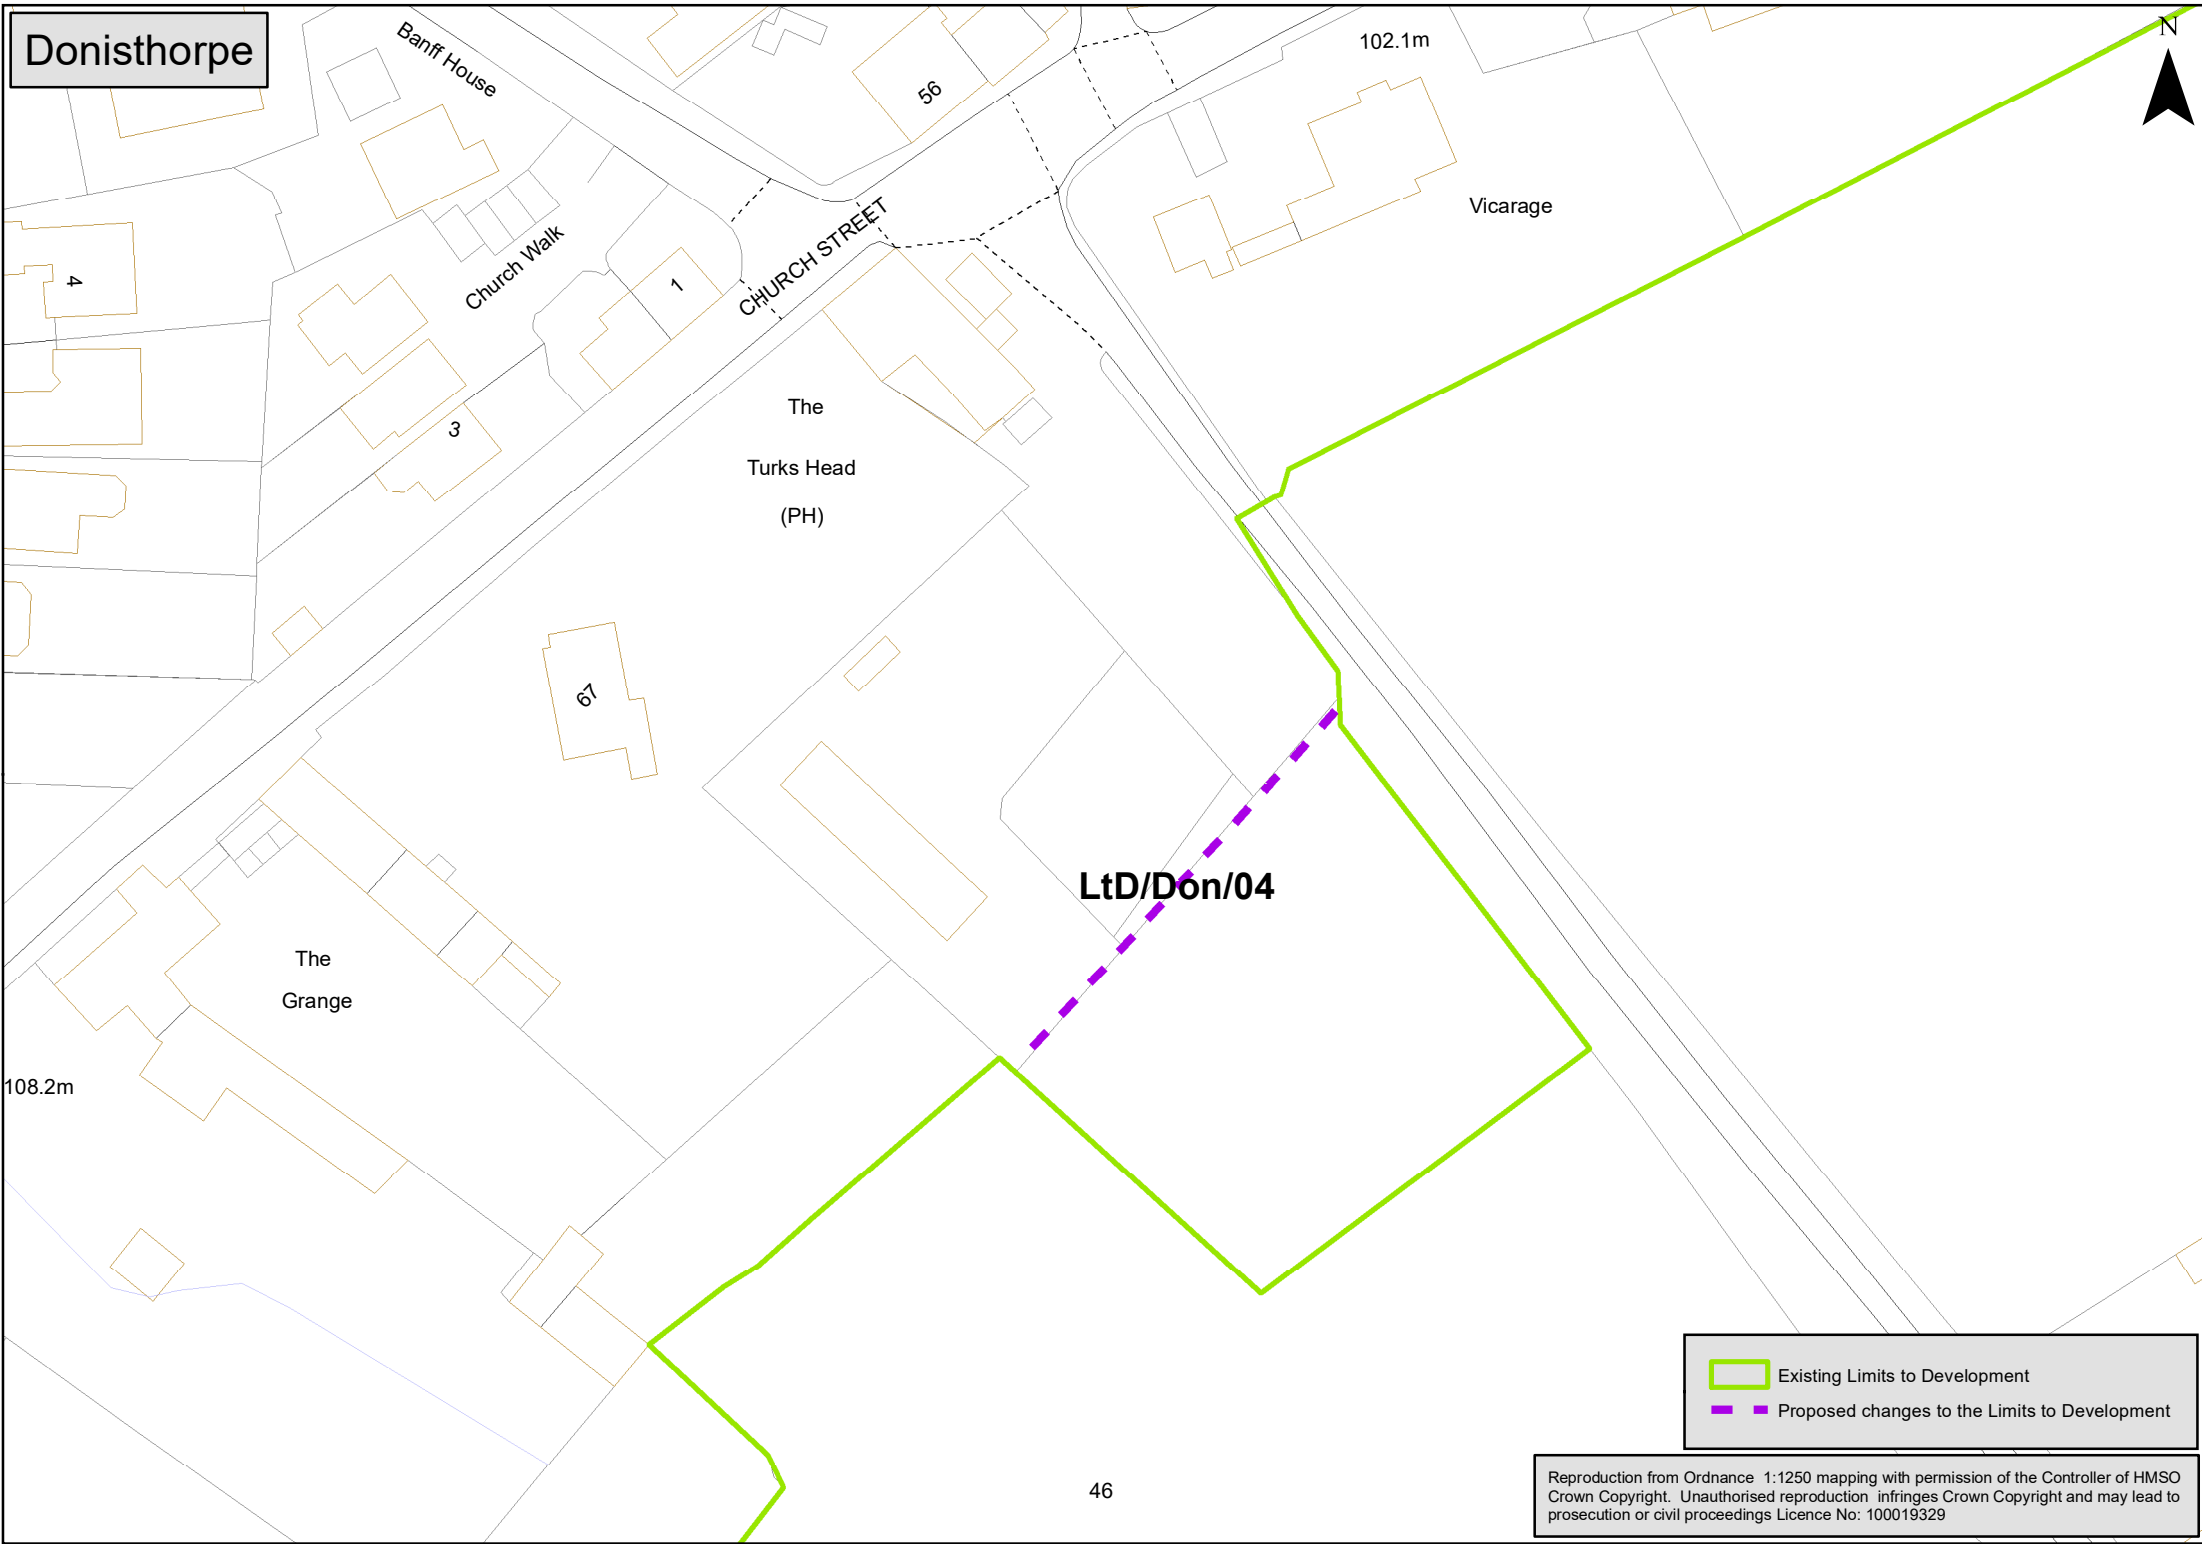 Donisthorpe
Banff House
56
102.1m
N
Vicarage
4
Church Walk
1
CHURCH STREET
3
The
Turks Head
(PH)
67
LtD/Don/04
The
Grange
108.2m
46
Existing Limits to Development
Proposed changes to the Limits to Development
Reproduction from Ordnance 1:1250 mapping with permission of the Controller of HMSO
Crown Copyright. Unauthorised reproduction infringes Crown Copyright and may lead to
prosecution or civil proceedings Licence No: 100019329